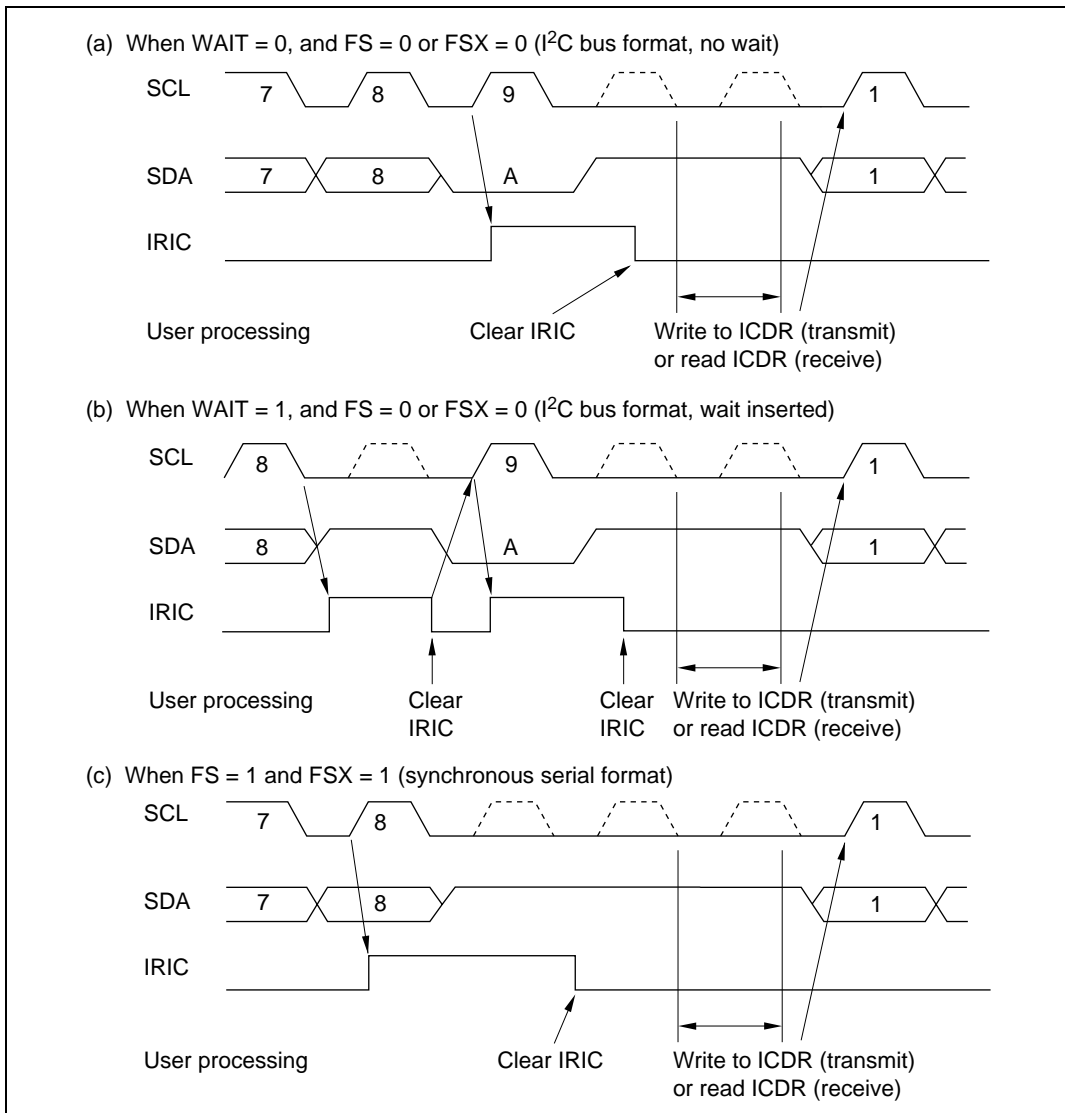 (a) When WAIT = 0, and FS = 0 or FSX = 0 (I²C bus format, no wait)
SCL
7
8
9
1
SDA
7
8
A
1
IRIC
User processing
Clear IRIC
Write to ICDR (transmit)
or read ICDR (receive)
(b) When WAIT = 1, and FS = 0 or FSX = 0 (I²C bus format, wait inserted)
SCL
8
9
1
SDA
8
A
1
IRIC
User processing
Clear
IRIC
Clear
IRIC
Write to ICDR (transmit)
or read ICDR (receive)
(c) When FS = 1 and FSX = 1 (synchronous serial format)
SCL
7
8
1
SDA
7
8
1
IRIC
User processing
Clear IRIC
Write to ICDR (transmit)
or read ICDR (receive)